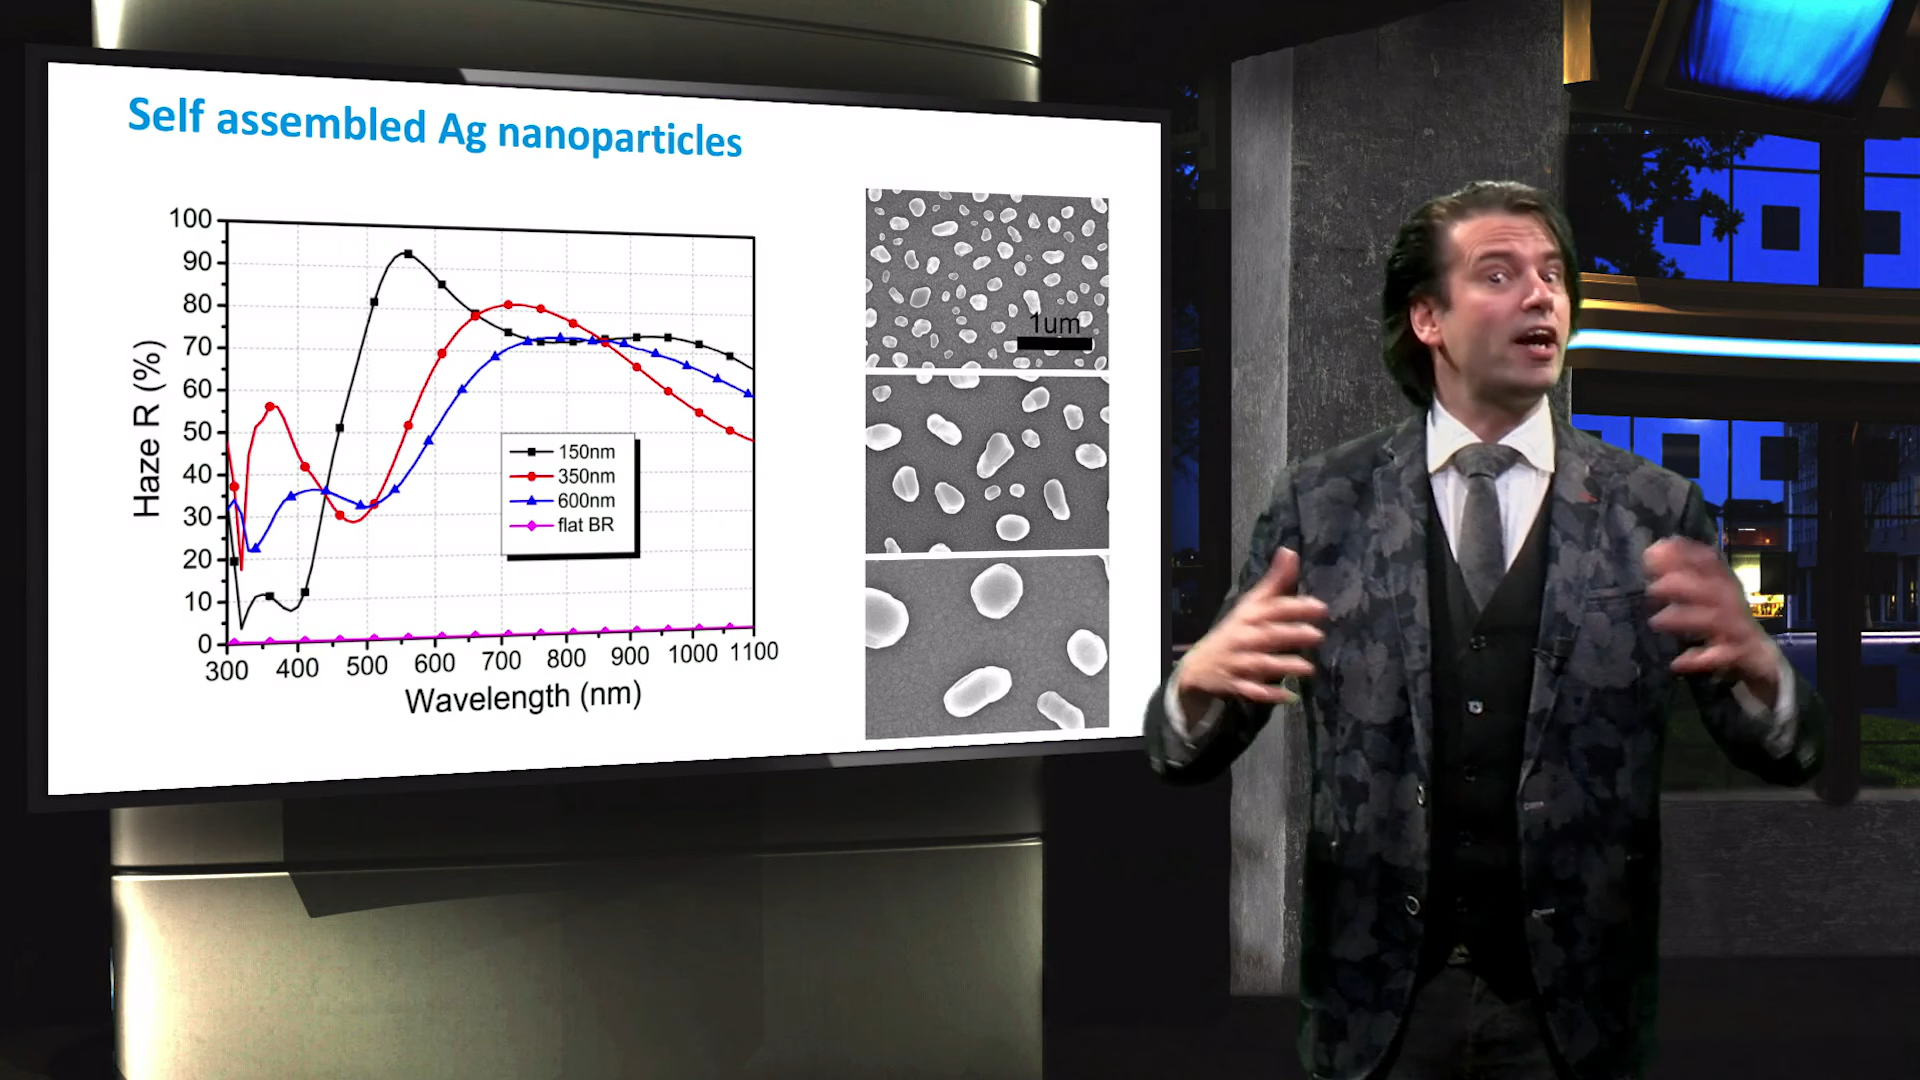 Self assembled Ag nanoparticles
100
90
80
70
60
50
40
30
20
10
0
Haze R (%)
150nm
350nm
600nm
flat BR
300 400 500 600 700 800 900 1000 1100
Wavelength (nm)
1um